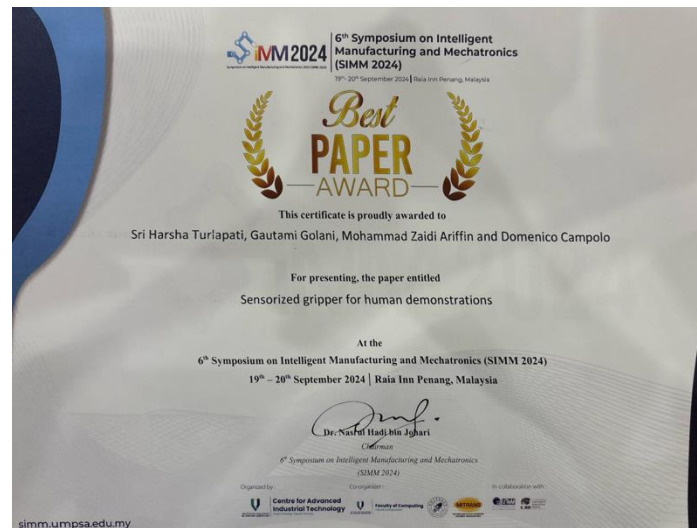 SIMM 2024
6th Symposium on Intelligent
Manufacturing and Mechatronics
(SIMM 2024)
19th- 20th September 2024 | Raia Inn Penang, Malaysia
Best
PAPER
AWARD
This certificate is proudly awarded to
Sri Harsha Turlapati, Gautami Golani, Mohammad Zaidi Ariffin and Domenico Campolo
For presenting, the paper entitled
Sensorized gripper for human demonstrations
At the
6th Symposium on Intelligent Manufacturing and Mechatronics (SIMM 2024)
19th – 20th September 2024 | Raia Inn Penang, Malaysia
Dr. Nasrul Hadi bin Johari
Chairman
6th Symposium on Intelligent Manufacturing and Mechatronics
(SIMM 2024)
Organized by :
Co-organizer :
In collaboration with:
Centre for Advanced
Industrial Technology
Faculty of Computing
MITRANS
simm.umpsa.edu.my